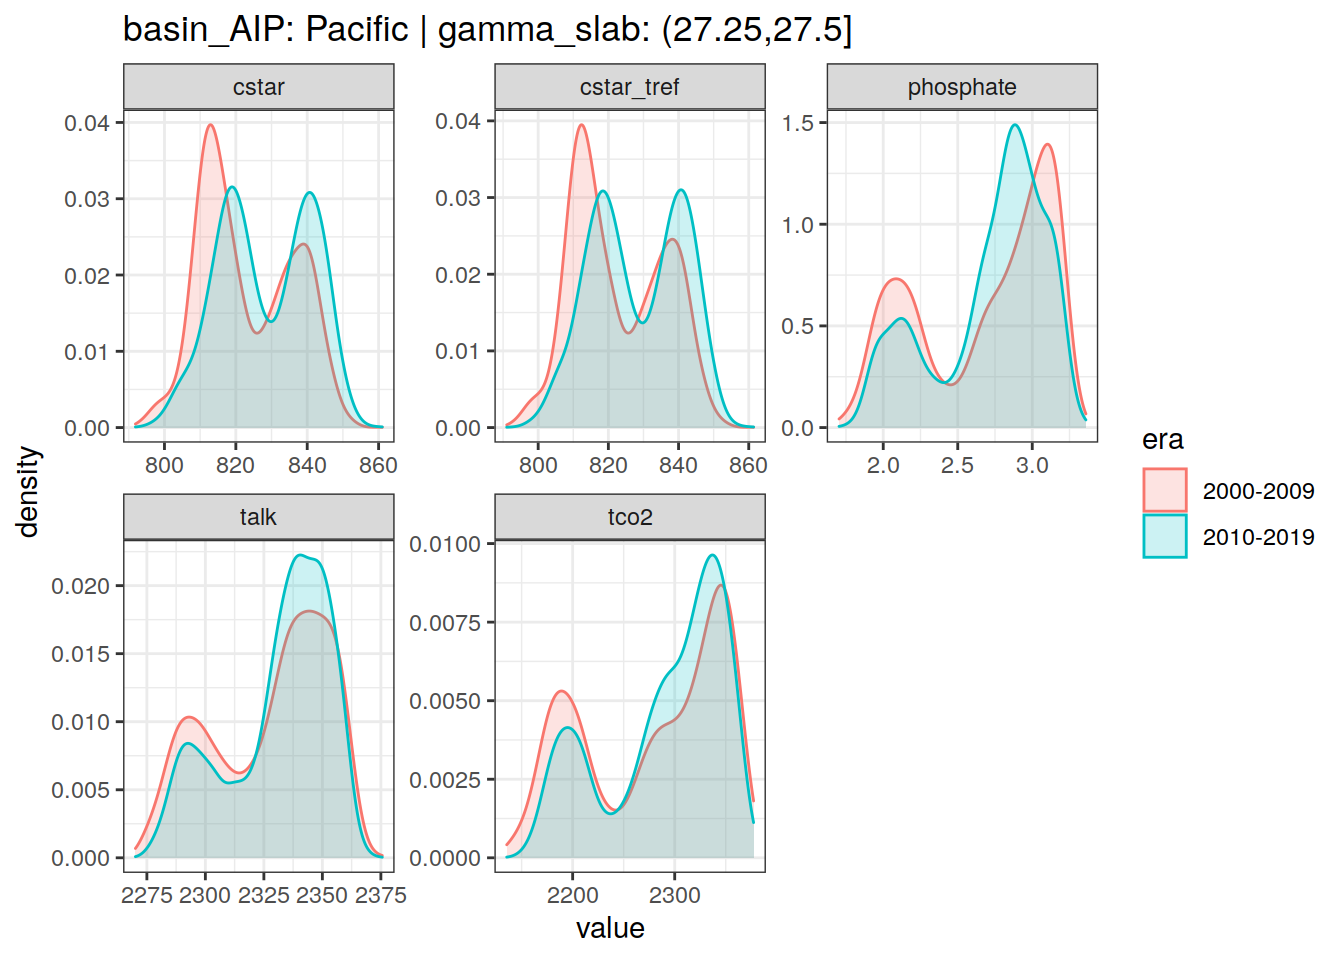 basin_AIP: Pacific | gamma_slab: (27.25,27.5]
cstar
cstar_tref
phosphate
0.04
0.03
0.02
0.01
0.00
800 820 840 860
0.04
0.03
0.02
0.01
0.00
800 820 840 860
1.5
1.0
0.5
0.0
2.0 2.5 3.0
density
talk
tco2
0.020
0.015
0.010
0.005
0.000
2275 2300 2325 2350 2375
0.0100
0.0075
0.0050
0.0025
0.0000
2200 2300
value
era
2000-2009
2010-2019